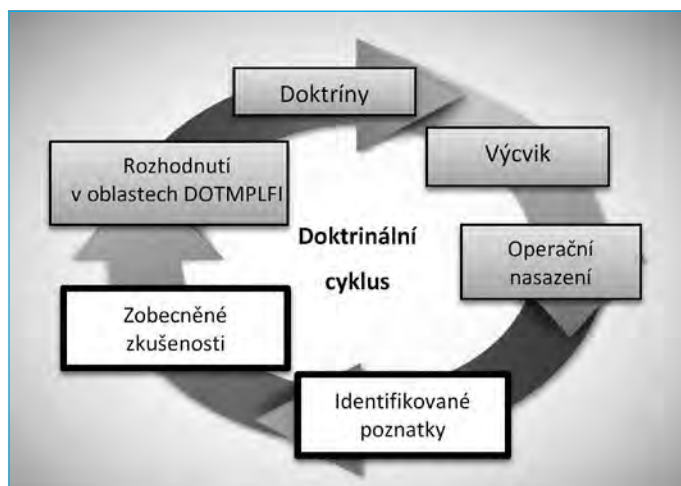 Doktríny
Výcvik
Operační
nasazení
Identifikované
poznatky
Zobecněné
zkušenosti
Rozhodnutí
v oblastech DOTMPLFI
Doktrinální
cyklus